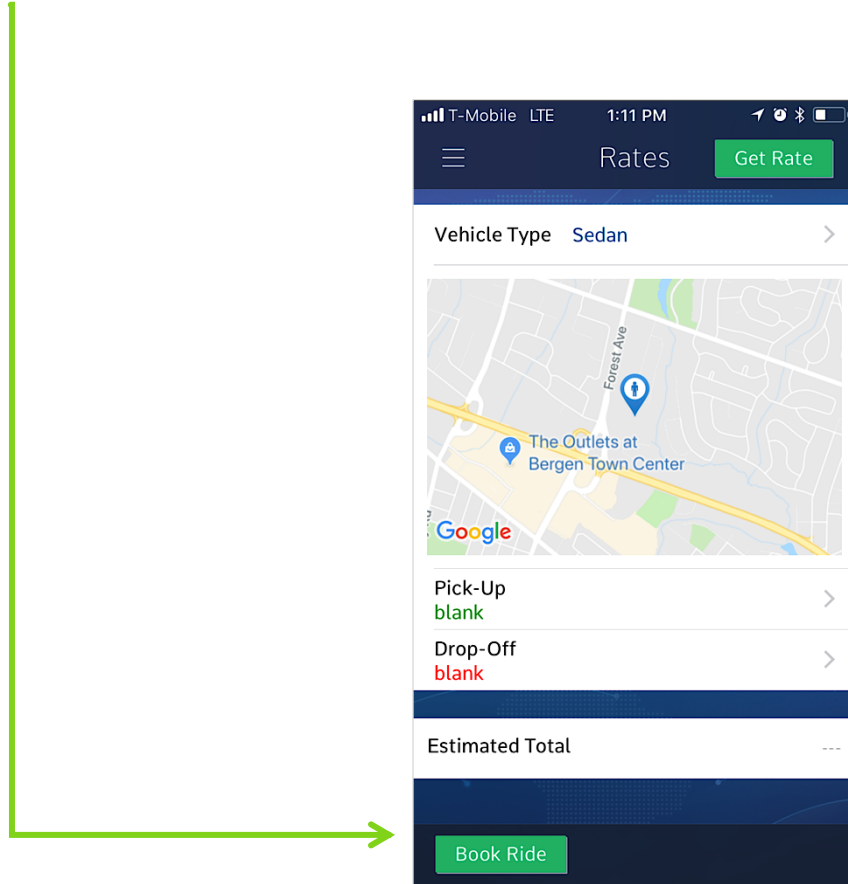 T-Mobile LTE 1:11 PM
Rates Get Rate
Vehicle Type Sedan
Forest Ave
The Outlets at
Bergen Town Center
Google
Pick-Up
blank
Drop-Off
blank
Estimated Total ---
Book Ride